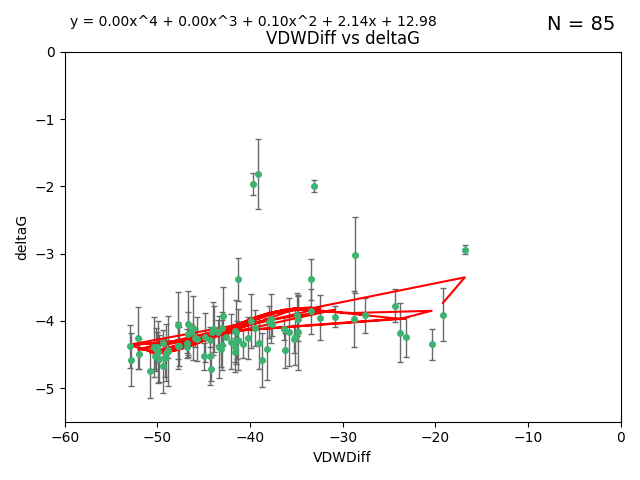 y = 0.00x^4 + 0.00x^3 + 0.10x^2 + 2.14x + 12.98
N = 85
VDWDiff vs deltaG
0
−1
−2
−3
−4
−5
deltaG
−60 −50 −40 −30 −20 −10 0
VDWDiff